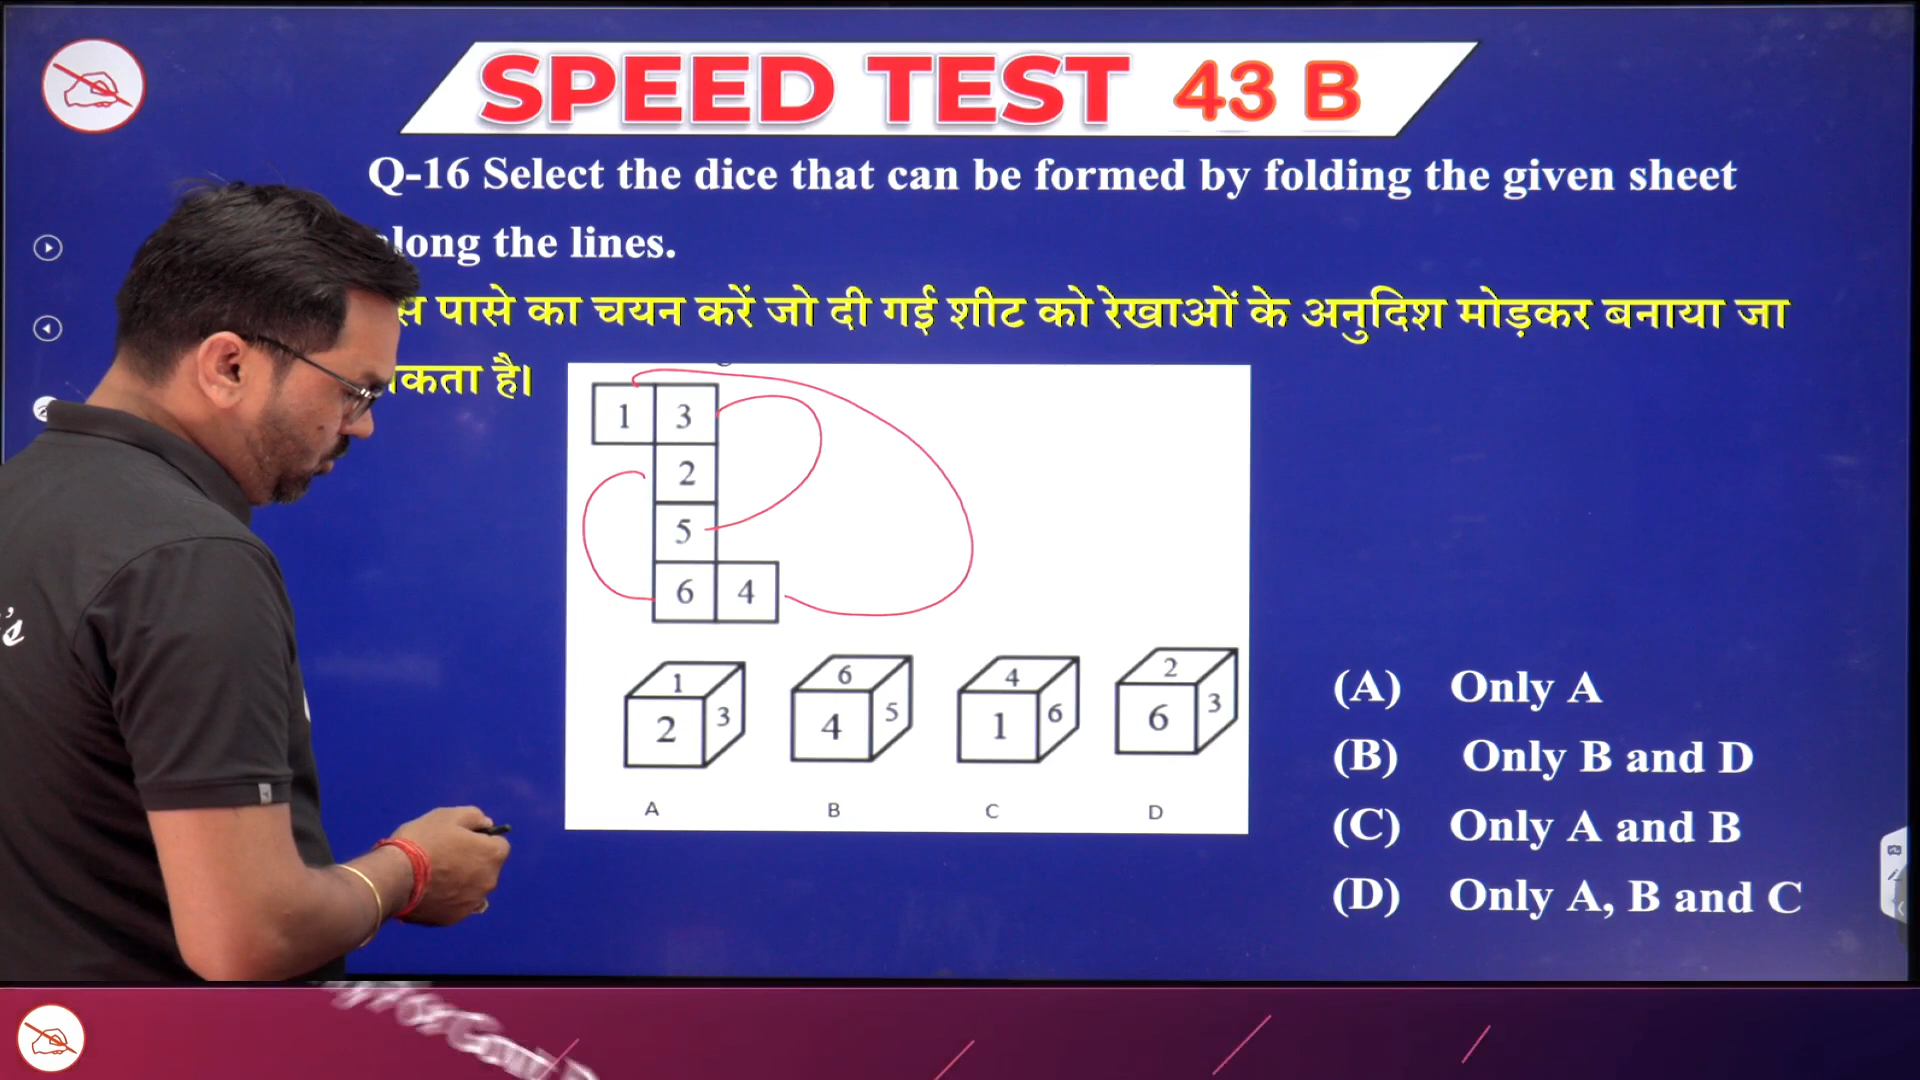 SPEED TEST 43 B
Q-16 Select the dice that can be formed by folding the given sheet
along the lines.
पासे का चयन करें जो दी गई शीट को रेखाओं के अनुदिश मोड़कर बनाया जा
है।
1 3
2
5
6 4
1 2 3
6 4 5
4 1 6
2 6 3
A B C D
(A) Only A
(B) Only B and D
(C) Only A and B
(D) Only A, B and C
's